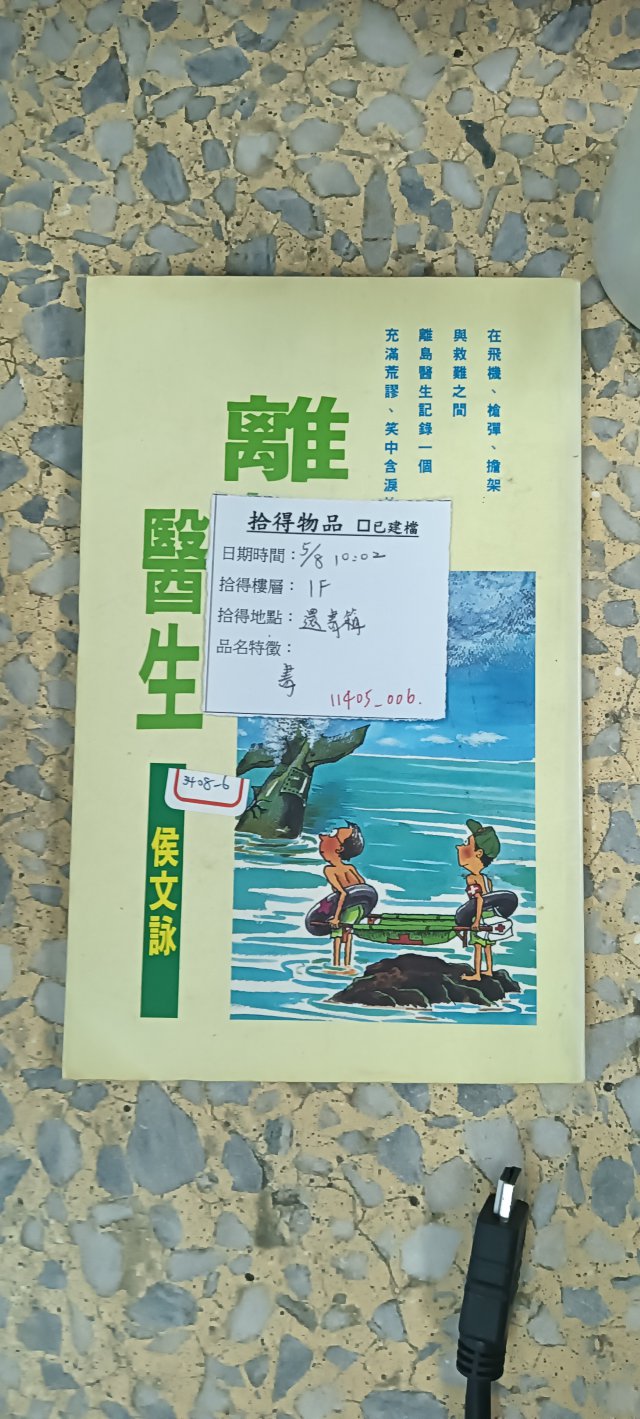 在飛機、槍彈、擔架
與救難之間
離島醫生記錄一個
充滿荒謬、笑中含淚
離
醫生
拾得物品 □已建檔
日期時間：5/8 10:02
拾得樓層：1F
拾得地點：還書箱
品名特徵：
書
11405_006.
3408-6
侯文詠